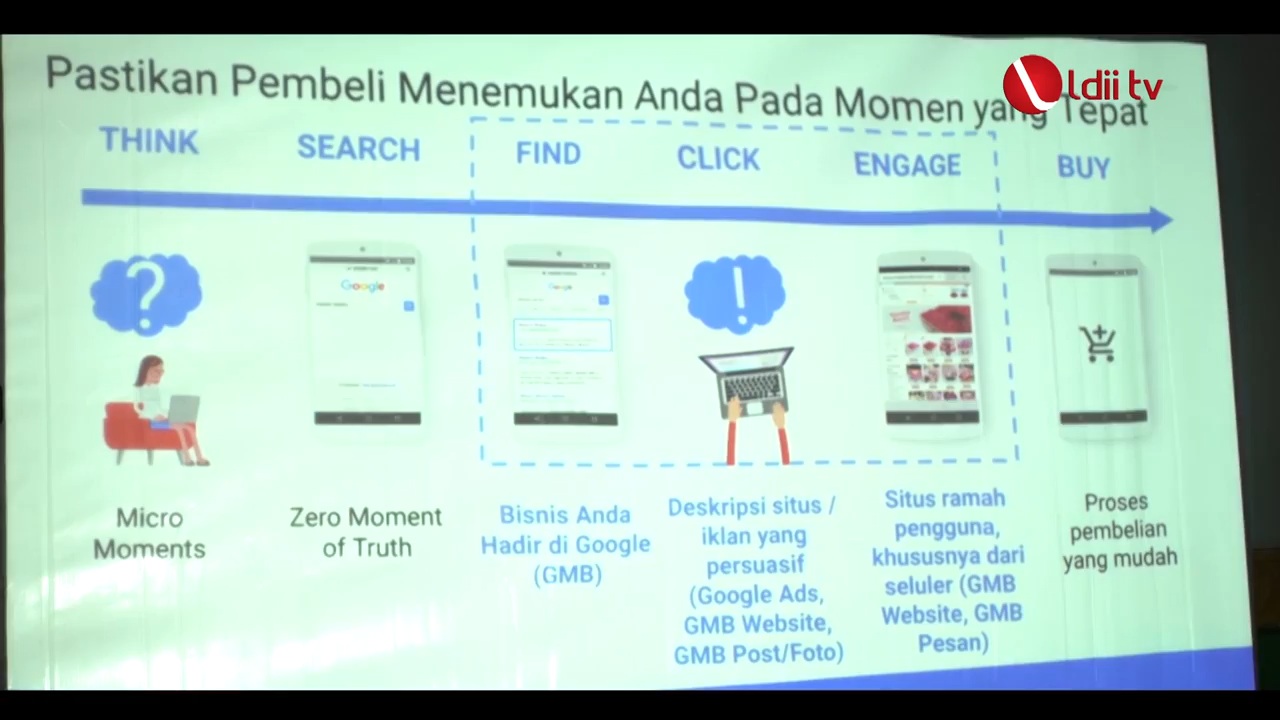 Pastikan Pembeli Menemukan Anda Pada Momen yang Tepat
ldii tv
THINK
SEARCH
FIND
CLICK
ENGAGE
BUY
Google
Google
Micro
Moments
Zero Moment
of Truth
Bisnis Anda
Hadir di Google
(GMB)
Deskripsi situs /
iklan yang
persuasif
(Google Ads,
GMB Website,
GMB Post/Foto)
Situs ramah
pengguna,
khususnya dari
seluler (GMB
Website, GMB
Pesan)
Proses
pembelian
yang mudah